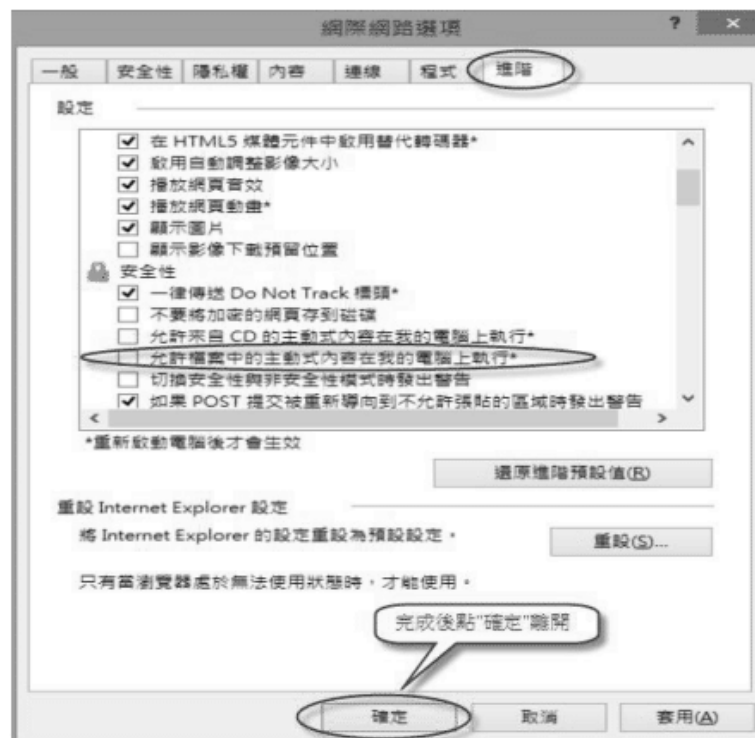 網際網路選項
一般 安全性 隱私權 內容 連線 程式 進階
設定
在 HTML5 媒體元件中啟用替代轉碼器*
啟用自動調整影像大小
播放網頁音效
播放網頁動畫*
顯示圖片
顯示影像下載預留位置
安全性
一律傳送 Do Not Track 標頭*
不要將加密的網頁存到磁碟
允許來自 CD 的主動式內容在我的電腦上執行*
允許檔案中的主動式內容在我的電腦上執行*
切換安全性與非安全性模式時發出警告
如果 POST 提交被重新導向到不允許張貼的區域時發出警告
*重新啟動電腦後才會生效
還原進階預設值(R)
重設 Internet Explorer 設定
將 Internet Explorer 的設定重設為預設設定。
重設(S)...
只有當瀏覽器處於無法使用狀態時，才能使用。
完成後點"確定"離開
確定 取消 套用(A)